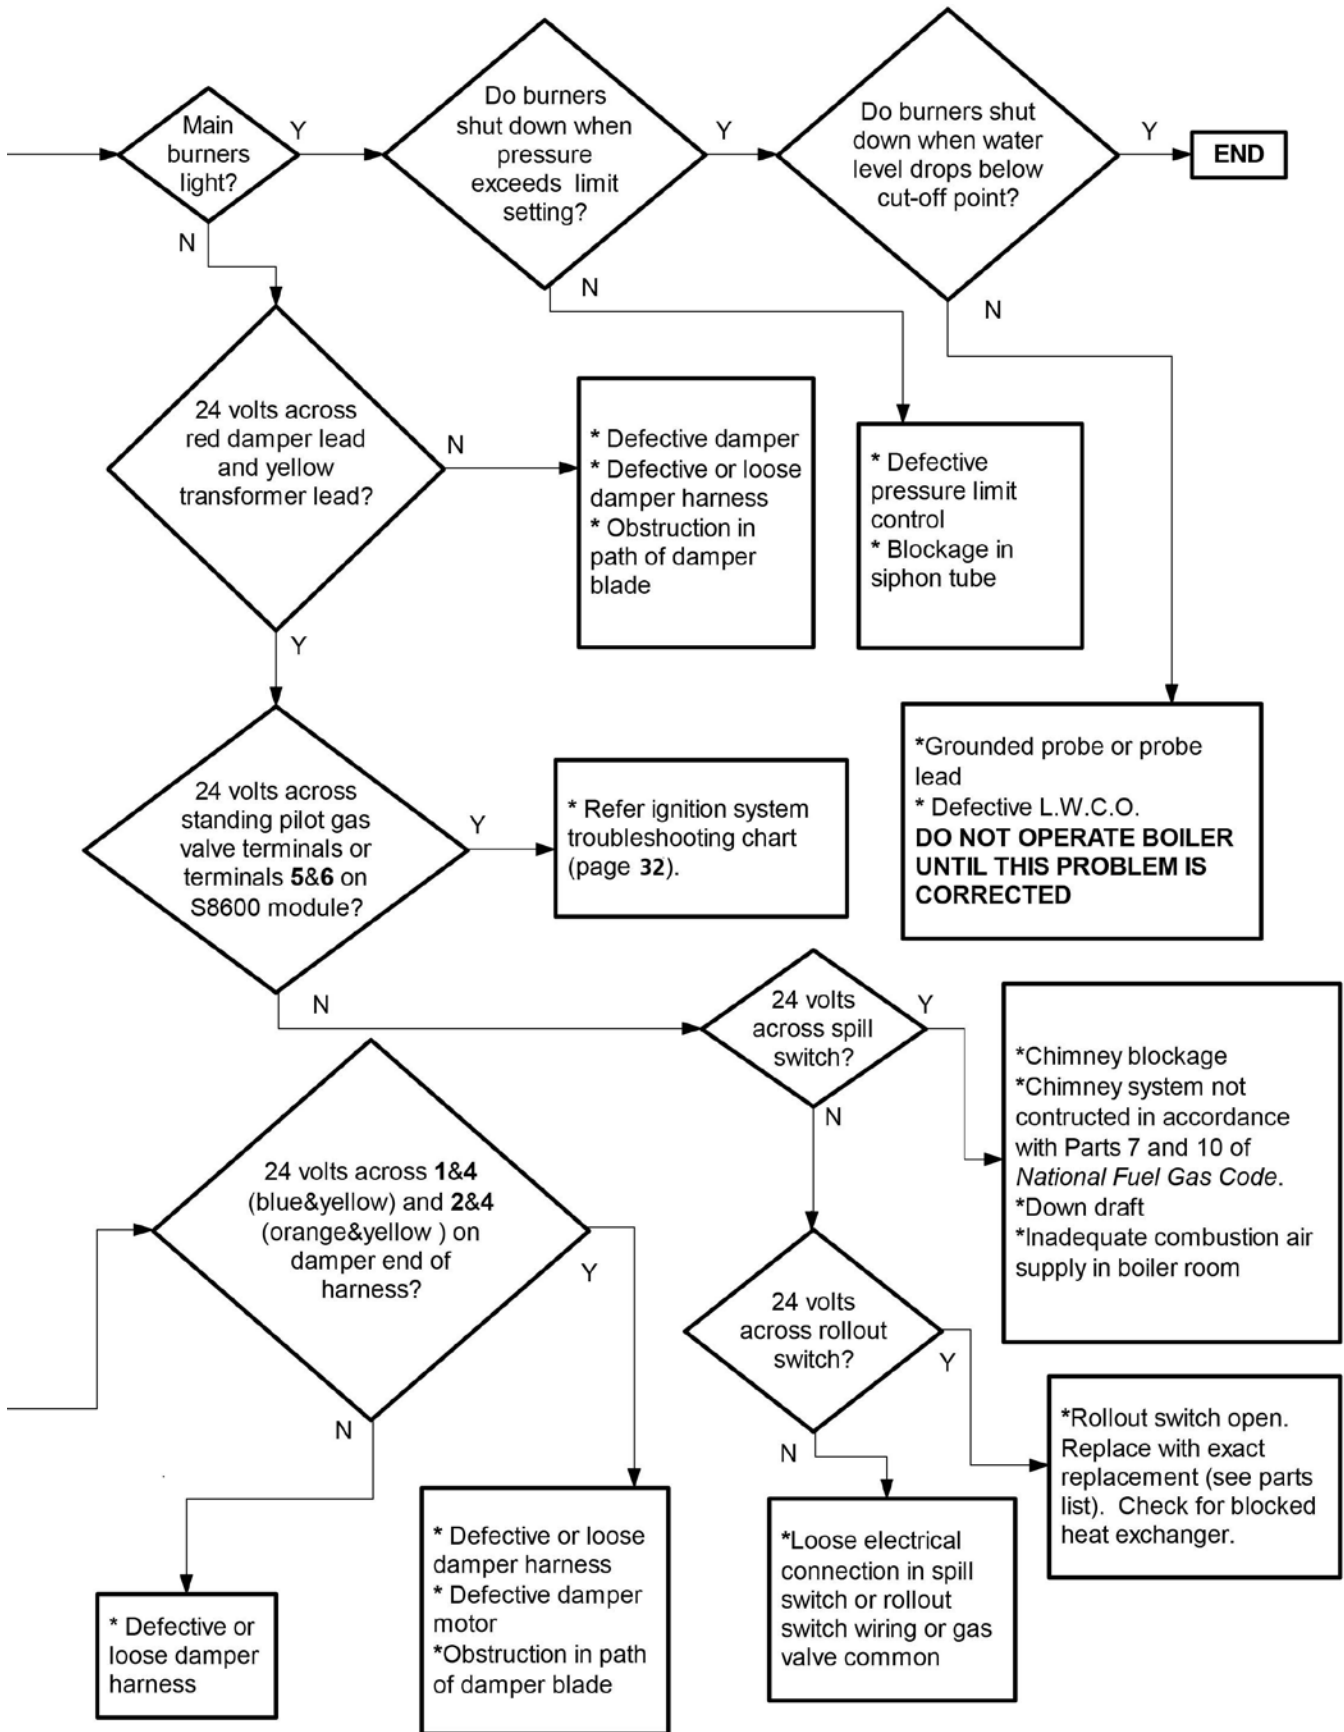 Main
burners
light?
Y
N
Do burners
shut down when
pressure
exceeds limit
setting?
Y
N
Do burners shut
down when water
level drops below
cut-off point?
Y
N
END
24 volts across
red damper lead
and yellow
transformer lead?
N
Y
* Defective damper
* Defective or loose
damper harness
* Obstruction in
path of damper
blade
* Defective
pressure limit
control
* Blockage in
siphon tube
*Grounded probe or probe
lead
* Defective L.W.C.O.
DO NOT OPERATE BOILER
UNTIL THIS PROBLEM IS
CORRECTED
24 volts across
standing pilot gas
valve terminals or
terminals 5&6 on
S8600 module?
Y
N
* Refer ignition system
troubleshooting chart
(page 32).
24 volts
across spill
switch?
Y
N
*Chimney blockage
*Chimney system not
contructed in accordance
with Parts 7 and 10 of
National Fuel Gas Code.
*Down draft
*Inadequate combustion air
supply in boiler room
24 volts across 1&4
(blue&yellow) and 2&4
(orange&yellow ) on
damper end of
harness?
Y
N
24 volts
across rollout
switch?
Y
N
*Rollout switch open.
Replace with exact
replacement (see parts
list). Check for blocked
heat exchanger.
* Defective or
loose damper
harness
* Defective or loose
damper harness
* Defective damper
motor
*Obstruction in path
of damper blade
*Loose electrical
connection in spill
switch or rollout
switch wiring or gas
valve common